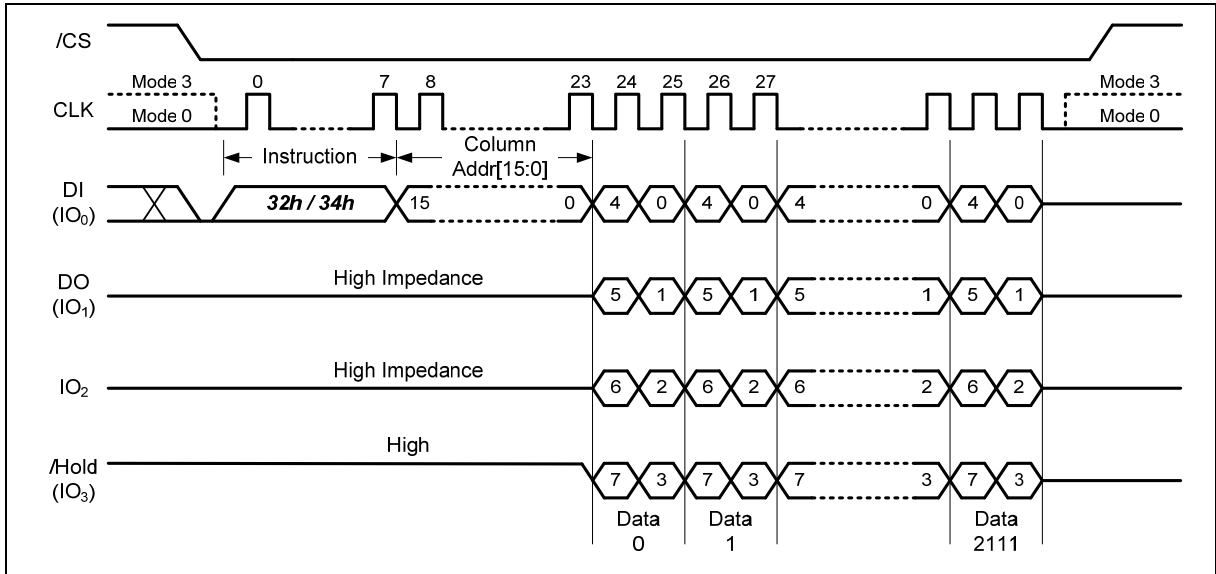 /CS
Mode 3 0 7 8 23 24 25 26 27 Mode 3
CLK
Mode 0 Mode 0
Instruction Column
Addr[15:0]
DI
(IO₀)
32h / 34h 15 0 4 0 4 0 4 0 4 0
DO
(IO₁)
High Impedance
5 1 5 1 5 1 5 1
IO₂
High Impedance
6 2 6 2 6 2 6 2
/Hold
(IO₃)
High
7 3 7 3 7 3 7 3
Data
0
Data
1
Data
2111